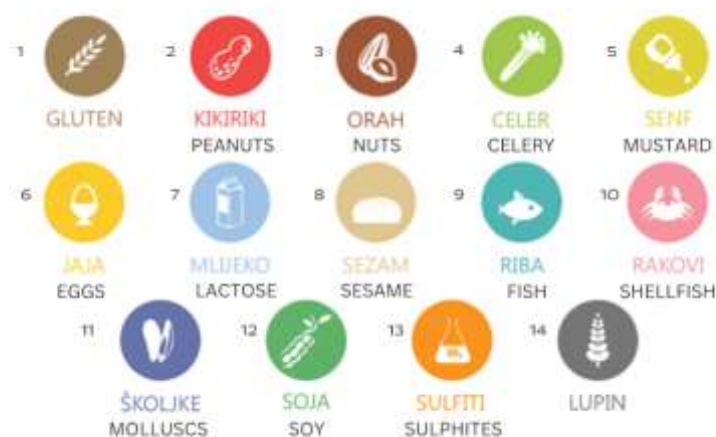 1 2 3 4 5
GLUTEN KIKIRIKI ORAH CELER SENF
PEANUTS NUTS CELERY MUSTARD
6 7 8 9 10
JAJA MLIJEKO SEZAM RIBA RAKOVI
EGGS LACTOSE SESAME FISH SHELLFISH
11 12 13 14
ŠKOLJKE SOJA SULFITI LUPIN
MOLLUSCS SOY SULPHITES